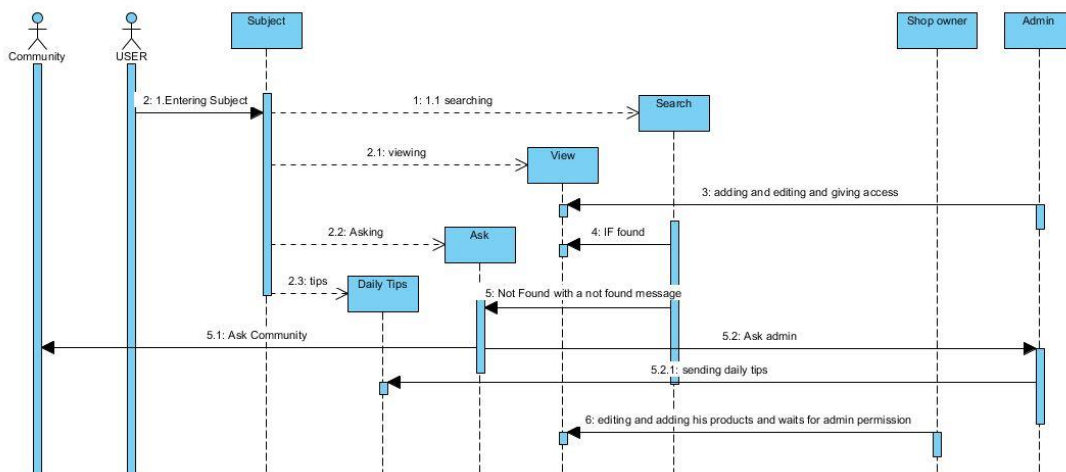 Subject
Shop owner
Admin
Community
USER
2: 1.Entering Subject
1: 1.1 searching
Search
2.1: viewing
View
3: adding and editing and giving access
2.2: Asking
Ask
4: IF found
2.3: tips
Daily Tips
5: Not Found with a not found message
5.1: Ask Community
5.2: Ask admin
5.2.1: sending daily tips
6: editing and adding his products and waits for admin permission